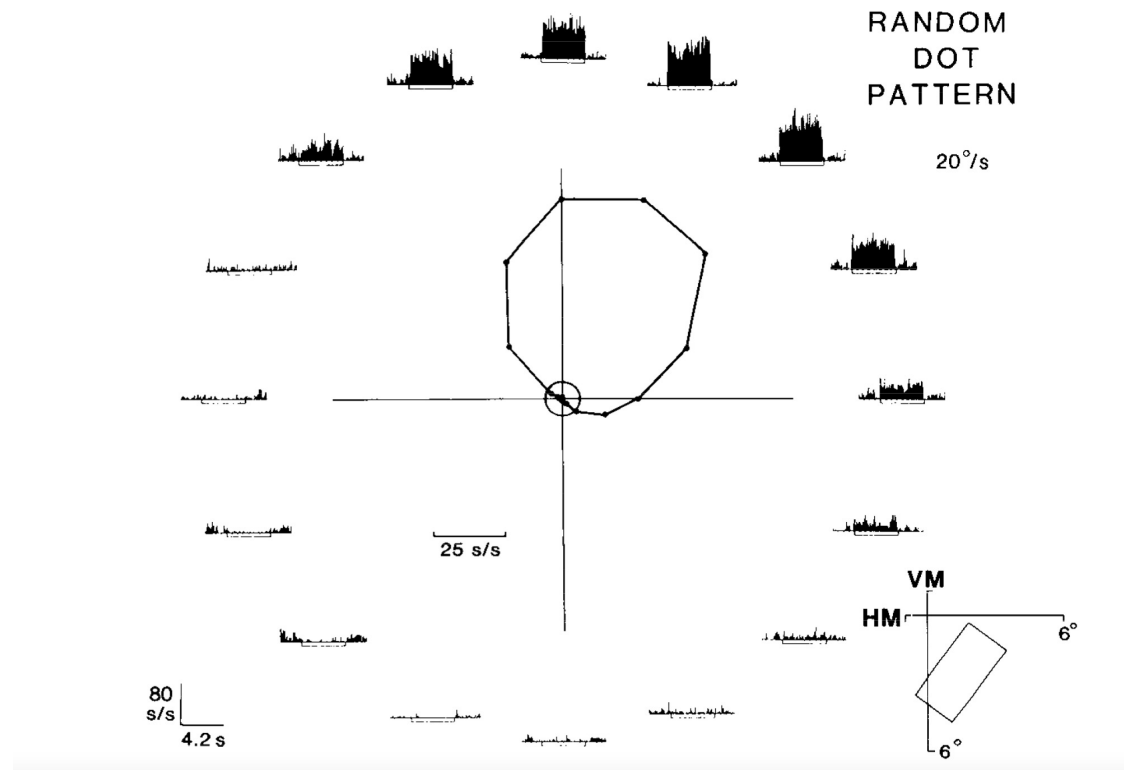 RANDOM
DOT
PATTERN
20°/s
25 s/s
VM
HM
6°
80
s/s
4.2 s
6°